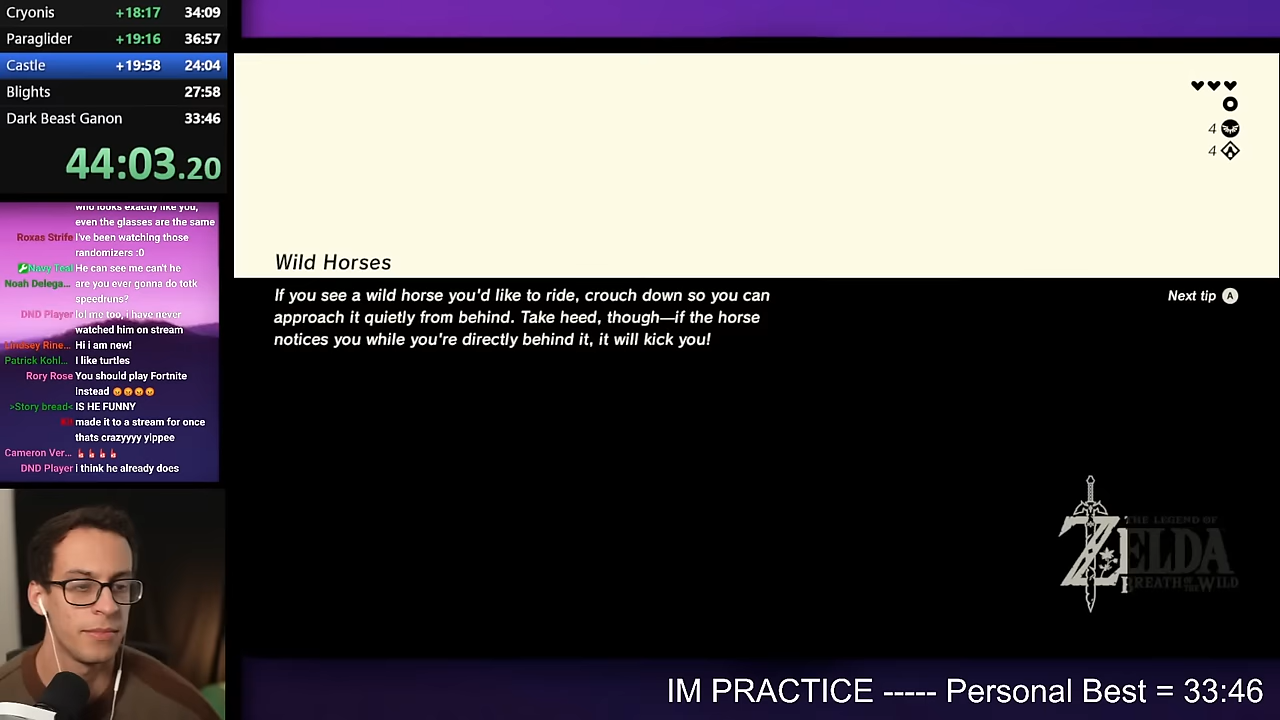 Cryonis +18:17 34:09
Paraglider +19:16 36:57
Castle +19:58 24:04
Blights 27:58
Dark Beast Ganon 33:46
44:03.20
who looks exactly like you,
even the glasses are the same
Roxas Strife I've been watching those
randomizers :0
Navy Teal He can see me can't he
Noah Delega... are you ever gonna do totk
speedruns?
DND Player lol me too, i have never
watched him on stream
Lindsey Rine... Hi i am new!
Patrick Kohl... I like turtles
Rory Rose You should play Fortnite
instead 😡😡😡😡
>Story bread< IS HE FUNNY
made it to a stream for once
thats crazyyyy yippee
Cameron Ver...
DND Player I think he already does
4
4
Wild Horses
If you see a wild horse you'd like to ride, crouch down so you can
approach it quietly from behind. Take heed, though—if the horse
notices you while you're directly behind it, it will kick you!
Next tip A
THE LEGEND OF
ZELDA
BREATH OF THE WILD
IM PRACTICE ----- Personal Best = 33:46